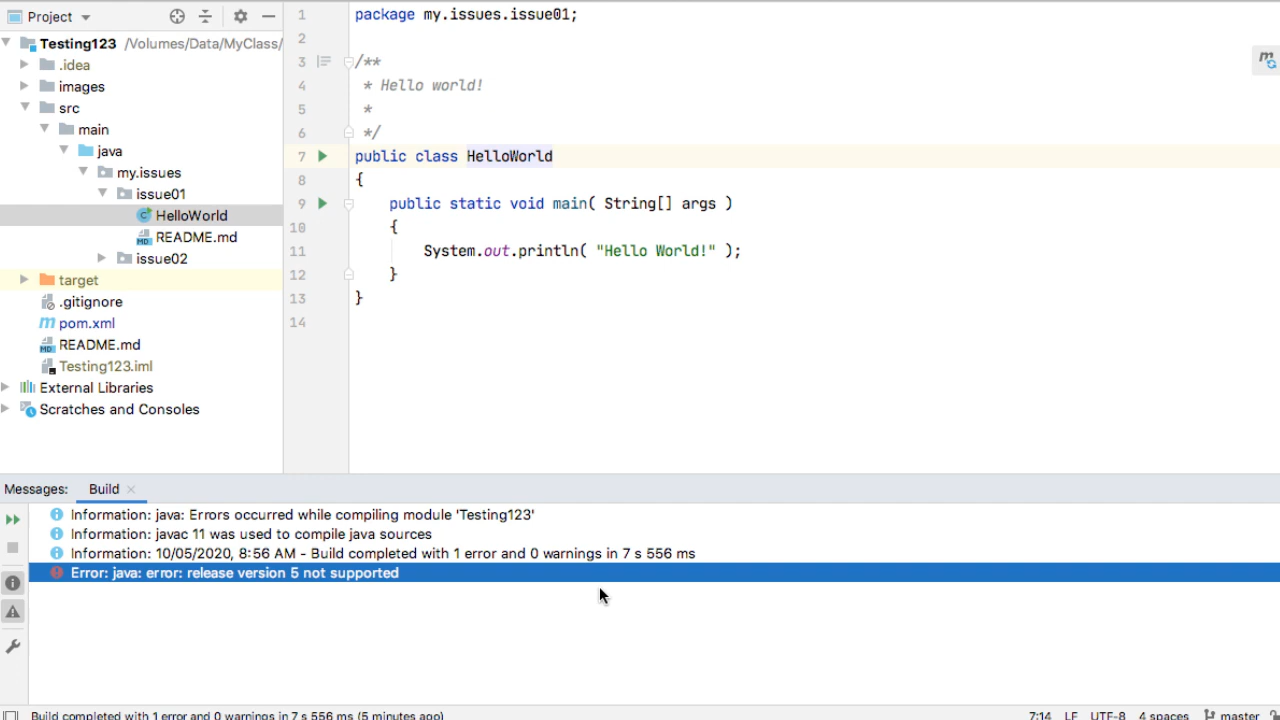 Project
Testing123 /Volumes/Data/MyClass/
.idea
images
src
main
java
my.issues
issue01
HelloWorld
README.md
issue02
target
.gitignore
pom.xml
README.md
Testing123.iml
External Libraries
Scratches and Consoles
1 package my.issues.issue01;
2
3 /**
4 * Hello world!
5 *
6 */
7 public class HelloWorld
8 {
9 public static void main( String[] args )
10 {
11 System.out.println( "Hello World!" );
12 }
13 }
14
Messages: Build
Information: java: Errors occurred while compiling module 'Testing123'
Information: javac 11 was used to compile java sources
Information: 10/05/2020, 8:56 AM - Build completed with 1 error and 0 warnings in 7 s 556 ms
Error: java: error: release version 5 not supported
Build completed with 1 error and 0 warnings in 7 s 556 ms (5 minutes ago) 7:14 LF UTF-8 4 spaces master